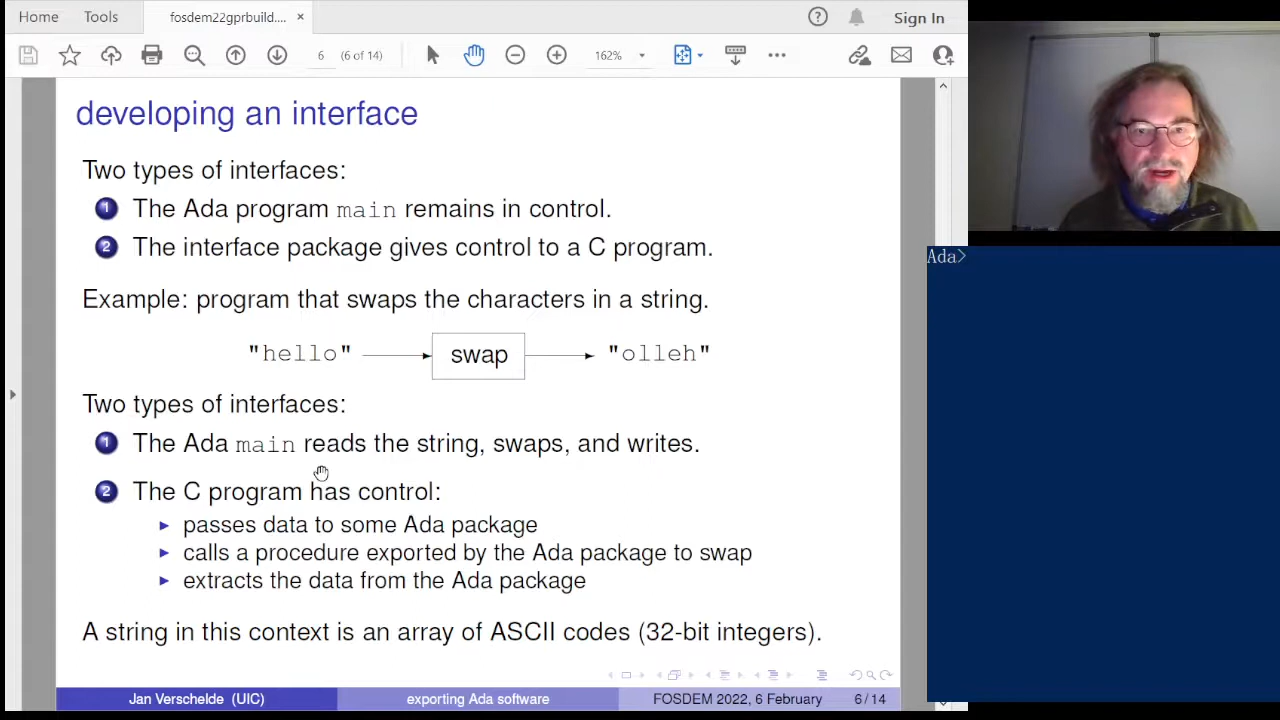 Home Tools fosdem22gprbuild.... × Sign In
6 (6 of 14) 162%
developing an interface
Two types of interfaces:
1 The Ada program main remains in control.
2 The interface package gives control to a C program.
Example: program that swaps the characters in a string.
"hello" swap "olleh"
Two types of interfaces:
1 The Ada main reads the string, swaps, and writes.
2 The C program has control:
passes data to some Ada package
calls a procedure exported by the Ada package to swap
extracts the data from the Ada package
A string in this context is an array of ASCII codes (32-bit integers).
Jan Verschelde (UIC) exporting Ada software FOSDEM 2022, 6 February 6 / 14
Ada>